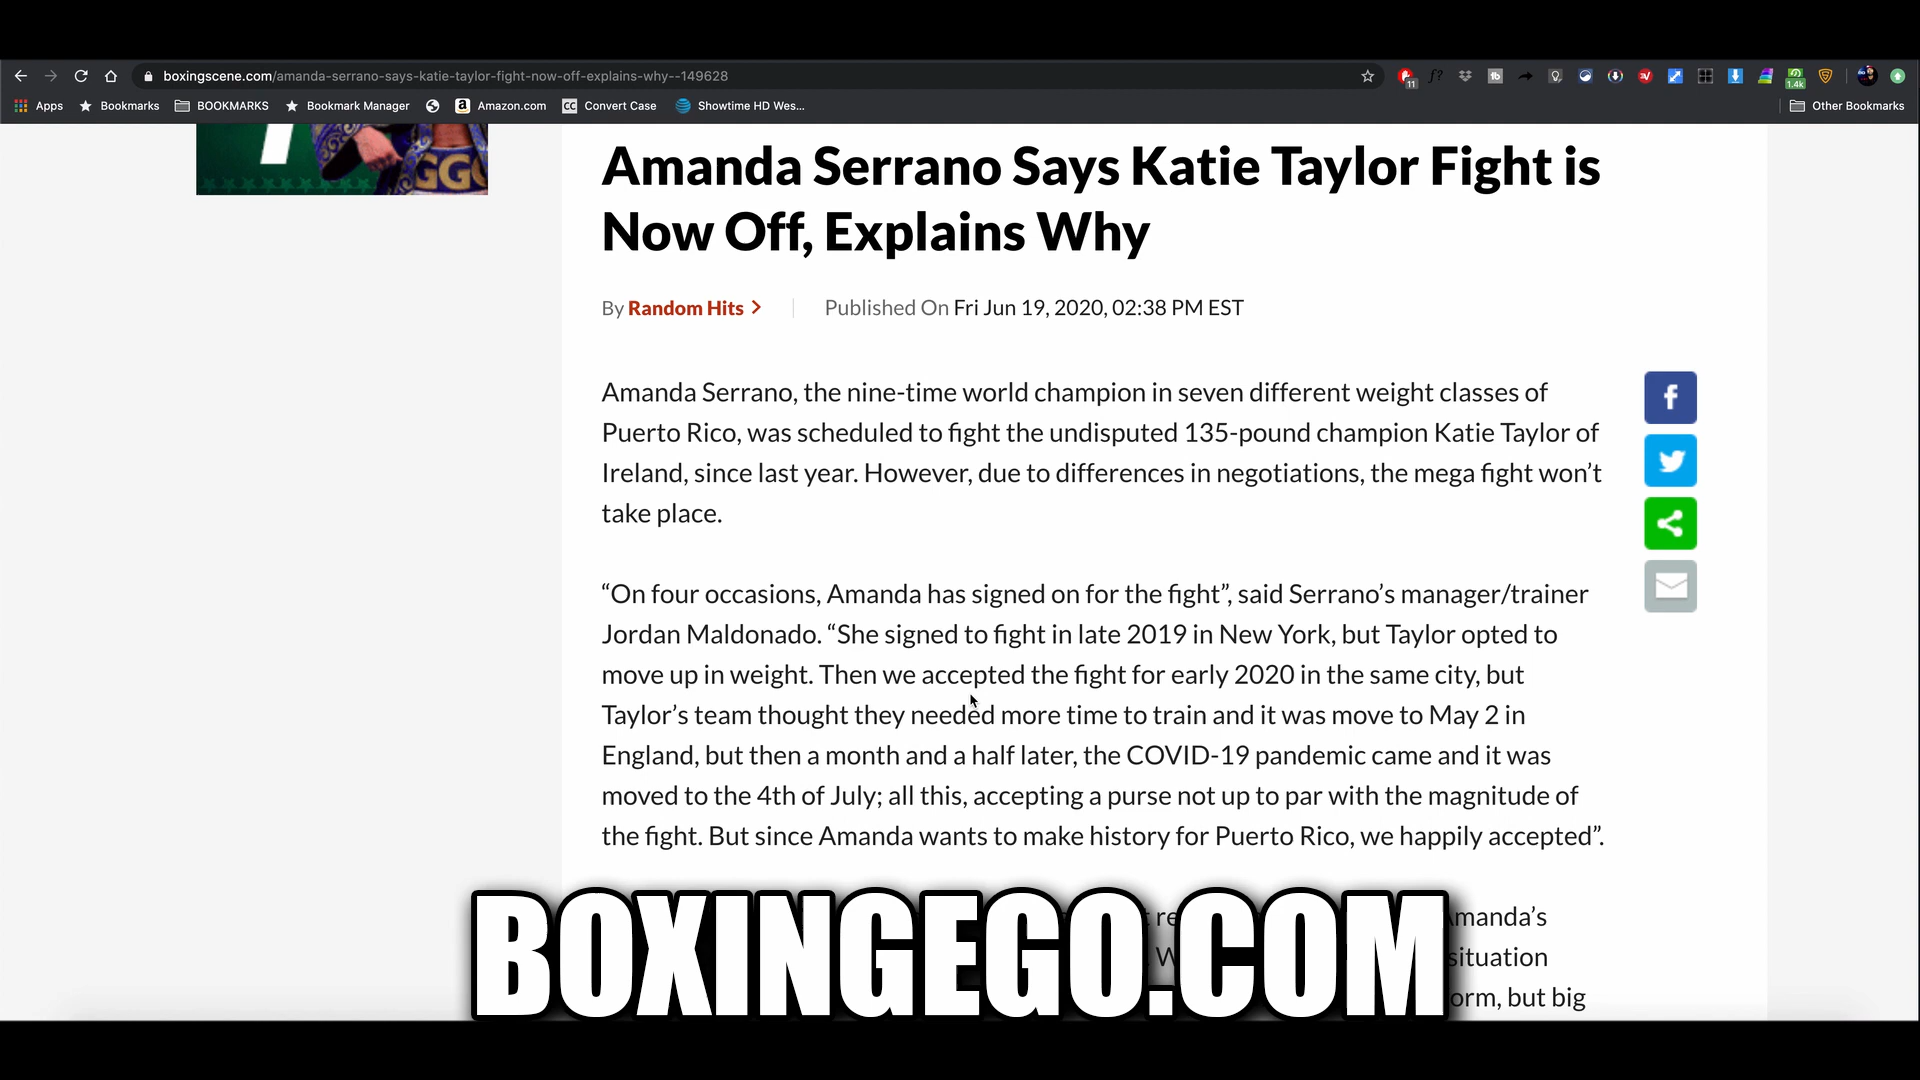 boxingscene.com/amanda-serrano-says-katie-taylor-fight-now-off-explains-why--149628
11
1.4k
Apps Bookmarks BOOKMARKS Bookmark Manager Amazon.com CC Convert Case Showtime HD Wes... Other Bookmarks
Amanda Serrano Says Katie Taylor Fight is
Now Off, Explains Why
By Random Hits > Published On Fri Jun 19, 2020, 02:38 PM EST
Amanda Serrano, the nine-time world champion in seven different weight classes of
Puerto Rico, was scheduled to fight the undisputed 135-pound champion Katie Taylor of
Ireland, since last year. However, due to differences in negotiations, the mega fight won’t
take place.
“On four occasions, Amanda has signed on for the fight”, said Serrano’s manager/trainer
Jordan Maldonado. “She signed to fight in late 2019 in New York, but Taylor opted to
move up in weight. Then we accepted the fight for early 2020 in the same city, but
Taylor’s team thought they needed more time to train and it was move to May 2 in
England, but then a month and a half later, the COVID-19 pandemic came and it was
moved to the 4th of July; all this, accepting a purse not up to par with the magnitude of
the fight. But since Amanda wants to make history for Puerto Rico, we happily accepted”.
Amanda’s
situation
but big
BOXINGEGO.COM